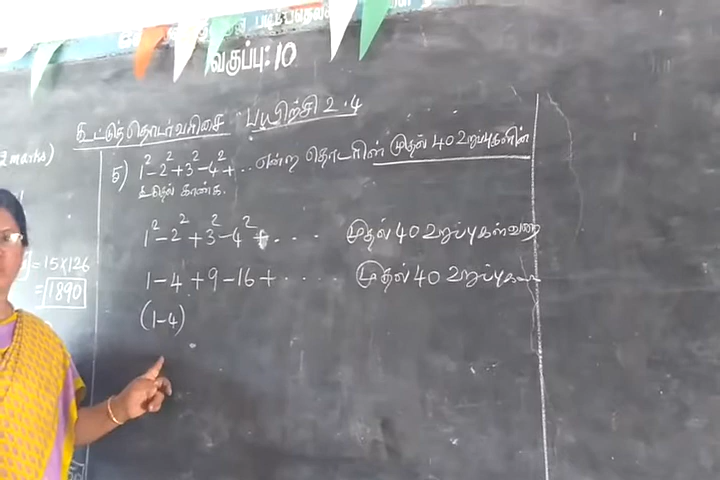 வகுப்பு: 10
கூட்டுத் தொடர் வரிசை பயிற்சி 2.4
2 marks)
5) 1²-2²+3²-4²+.. என்ற தொடரின் முதல் 40 உறுப்புகளின்
கூடுதல் காண்க.
1²-2²+3²-4²+.... முதல் 40 உறுப்புகள் வரை
= 15×126
1-4+9-16+..... முதல் 40 உறுப்புகள்
= 1890
(1-4)